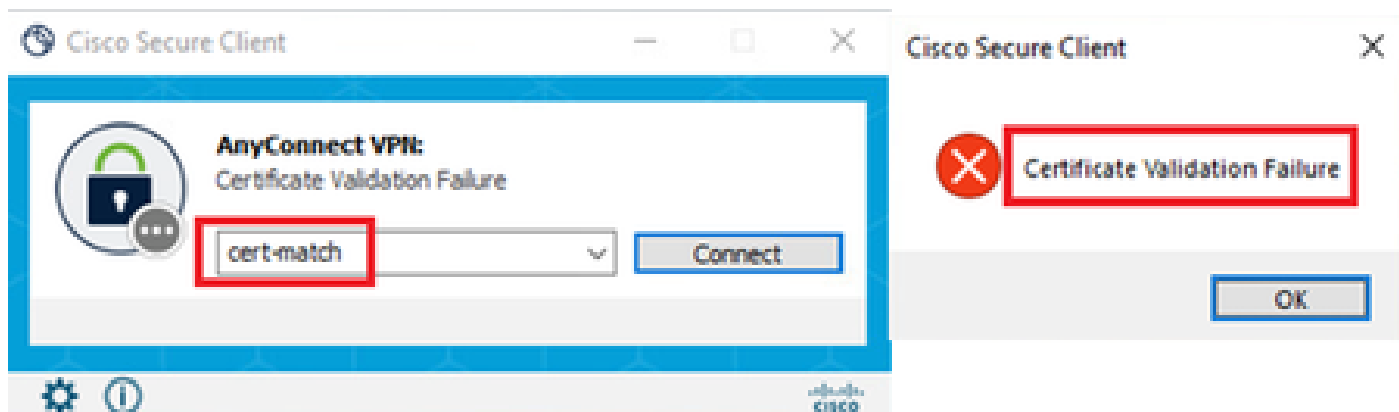 Cisco Secure Client
AnyConnect VPN:
Certificate Validation Failure
cert-match
Connect
CISCO
Cisco Secure Client
Certificate Validation Failure
OK